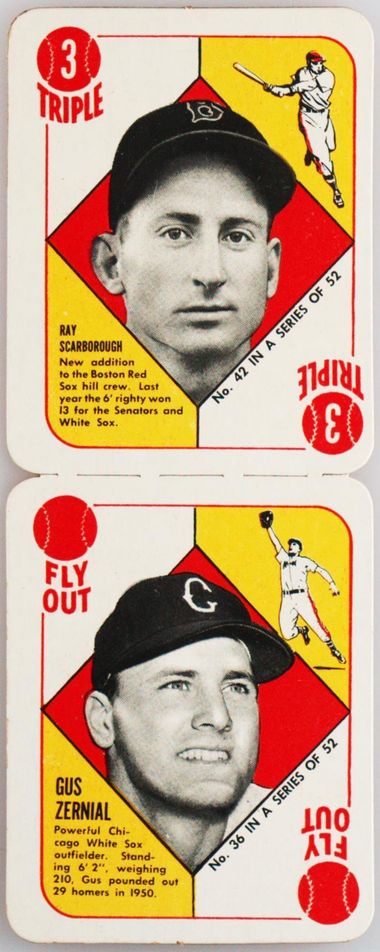 3
TRIPLE
B
RAY
SCARBOROUGH
New addition
to the Boston Red
Sox hill crew. Last
year the 6' righty won
13 for the Senators and
White Sox.
No. 42 IN A SERIES OF 52
TRIPLE
3
FLY
OUT
C
GUS
ZERNIAL
Powerful Chi-
cago White Sox
outfielder. Stand-
ing 6' 2", weighing
210, Gus pounded out
29 homers in 1950.
No. 36 IN A SERIES OF 52
FLY
OUT